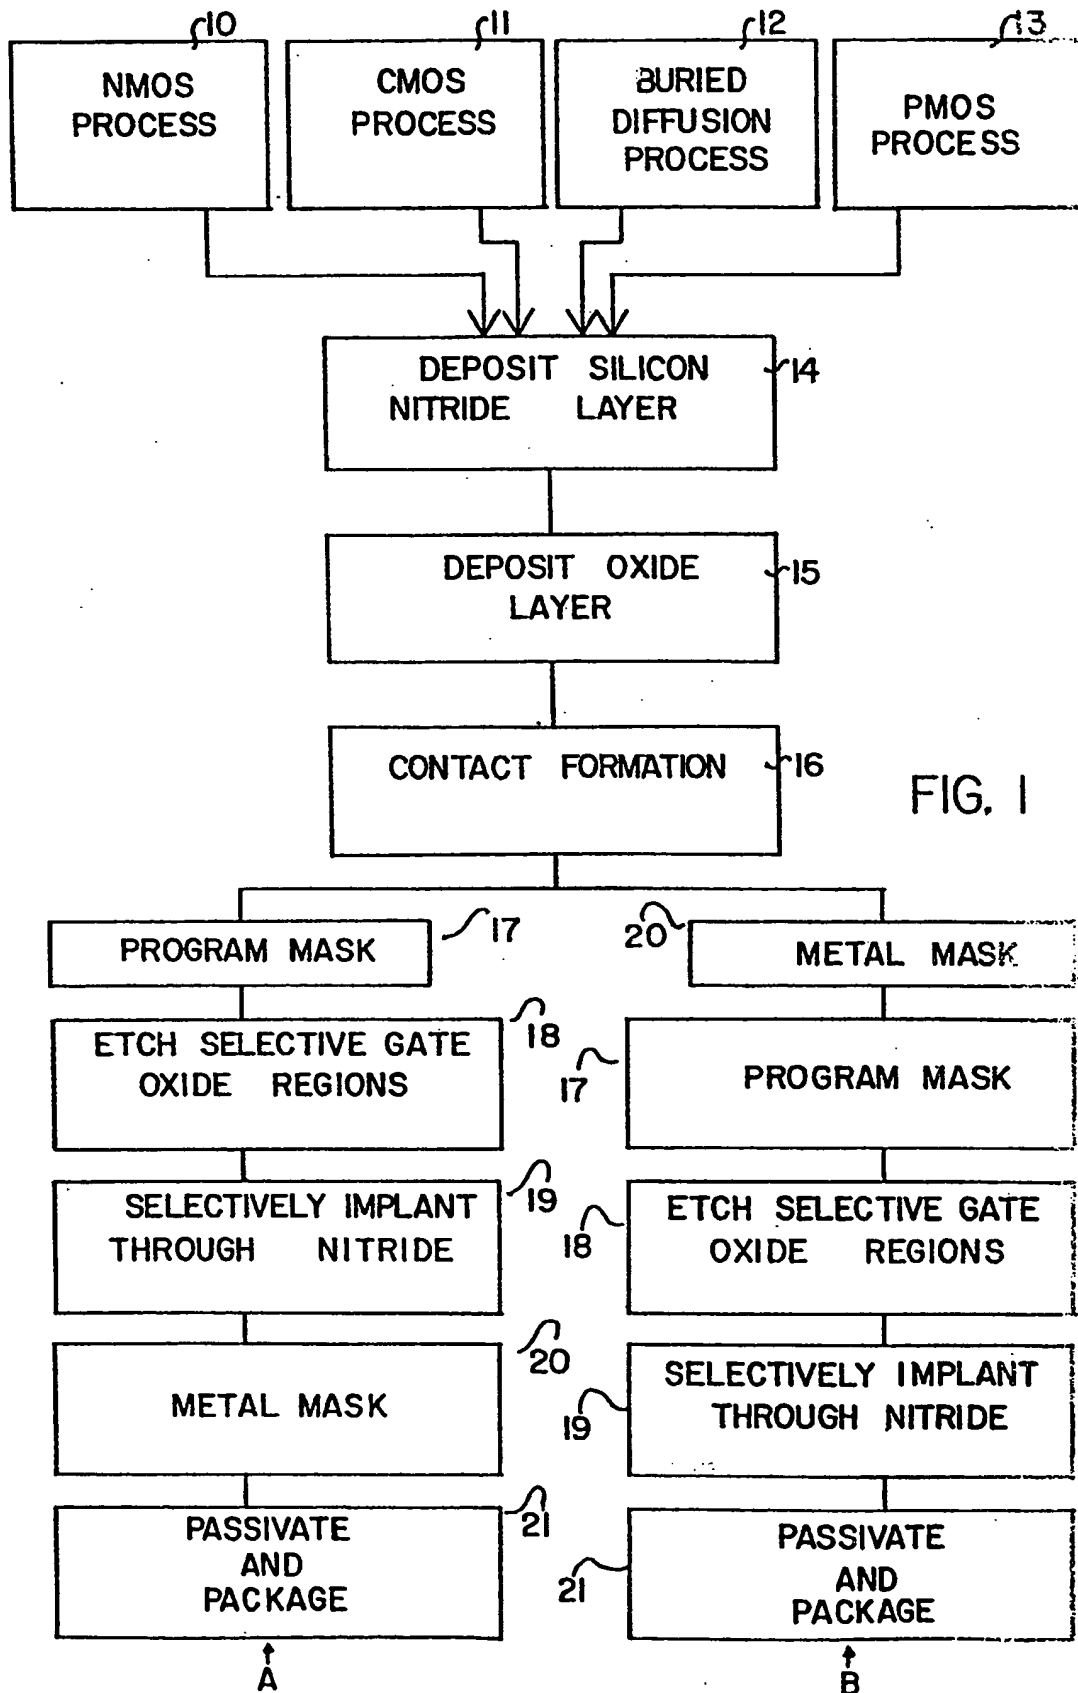 10
11
12
13
NMOS
PROCESS
CMOS
PROCESS
BURIED
DIFFUSION
PROCESS
PMOS
PROCESS
DEPOSIT SILICON
NITRIDE LAYER
14
DEPOSIT OXIDE
LAYER
15
CONTACT FORMATION
16
FIG. 1
PROGRAM MASK
17
ETCH SELECTIVE GATE
OXIDE REGIONS
18
SELECTIVELY IMPLANT
THROUGH NITRIDE
19
METAL MASK
20
PASSIVATE
AND
PACKAGE
21
A
20
METAL MASK
17
PROGRAM MASK
18
ETCH SELECTIVE GATE
OXIDE REGIONS
19
SELECTIVELY IMPLANT
THROUGH NITRIDE
21
PASSIVATE
AND
PACKAGE
B